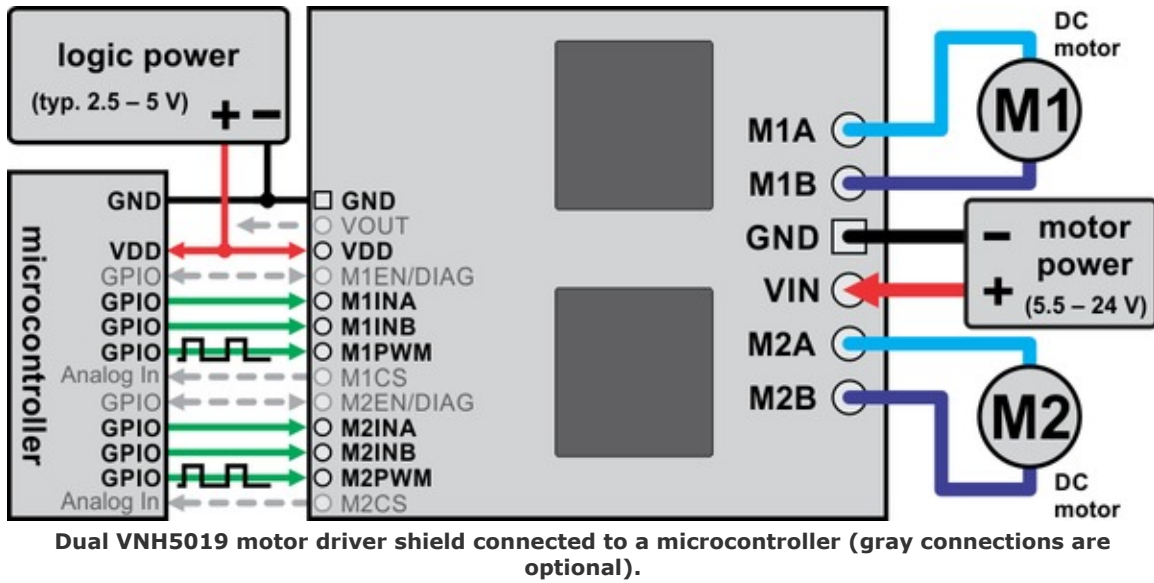 logic power
(typ. 2.5 – 5 V)
+ −
microcontroller
GND
VDD
GPIO
GPIO
GPIO
GPIO
Analog In
GPIO
GPIO
GPIO
GPIO
Analog In
GND
VOUT
VDD
M1EN/DIAG
M1INA
M1INB
M1PWM
M1CS
M2EN/DIAG
M2INA
M2INB
M2PWM
M2CS
M1A
M1B
GND
VIN
M2A
M2B
DC
motor
M1
− motor
power
+ (5.5 – 24 V)
M2
DC
motor
Dual VNH5019 motor driver shield connected to a microcontroller (gray connections are
optional).